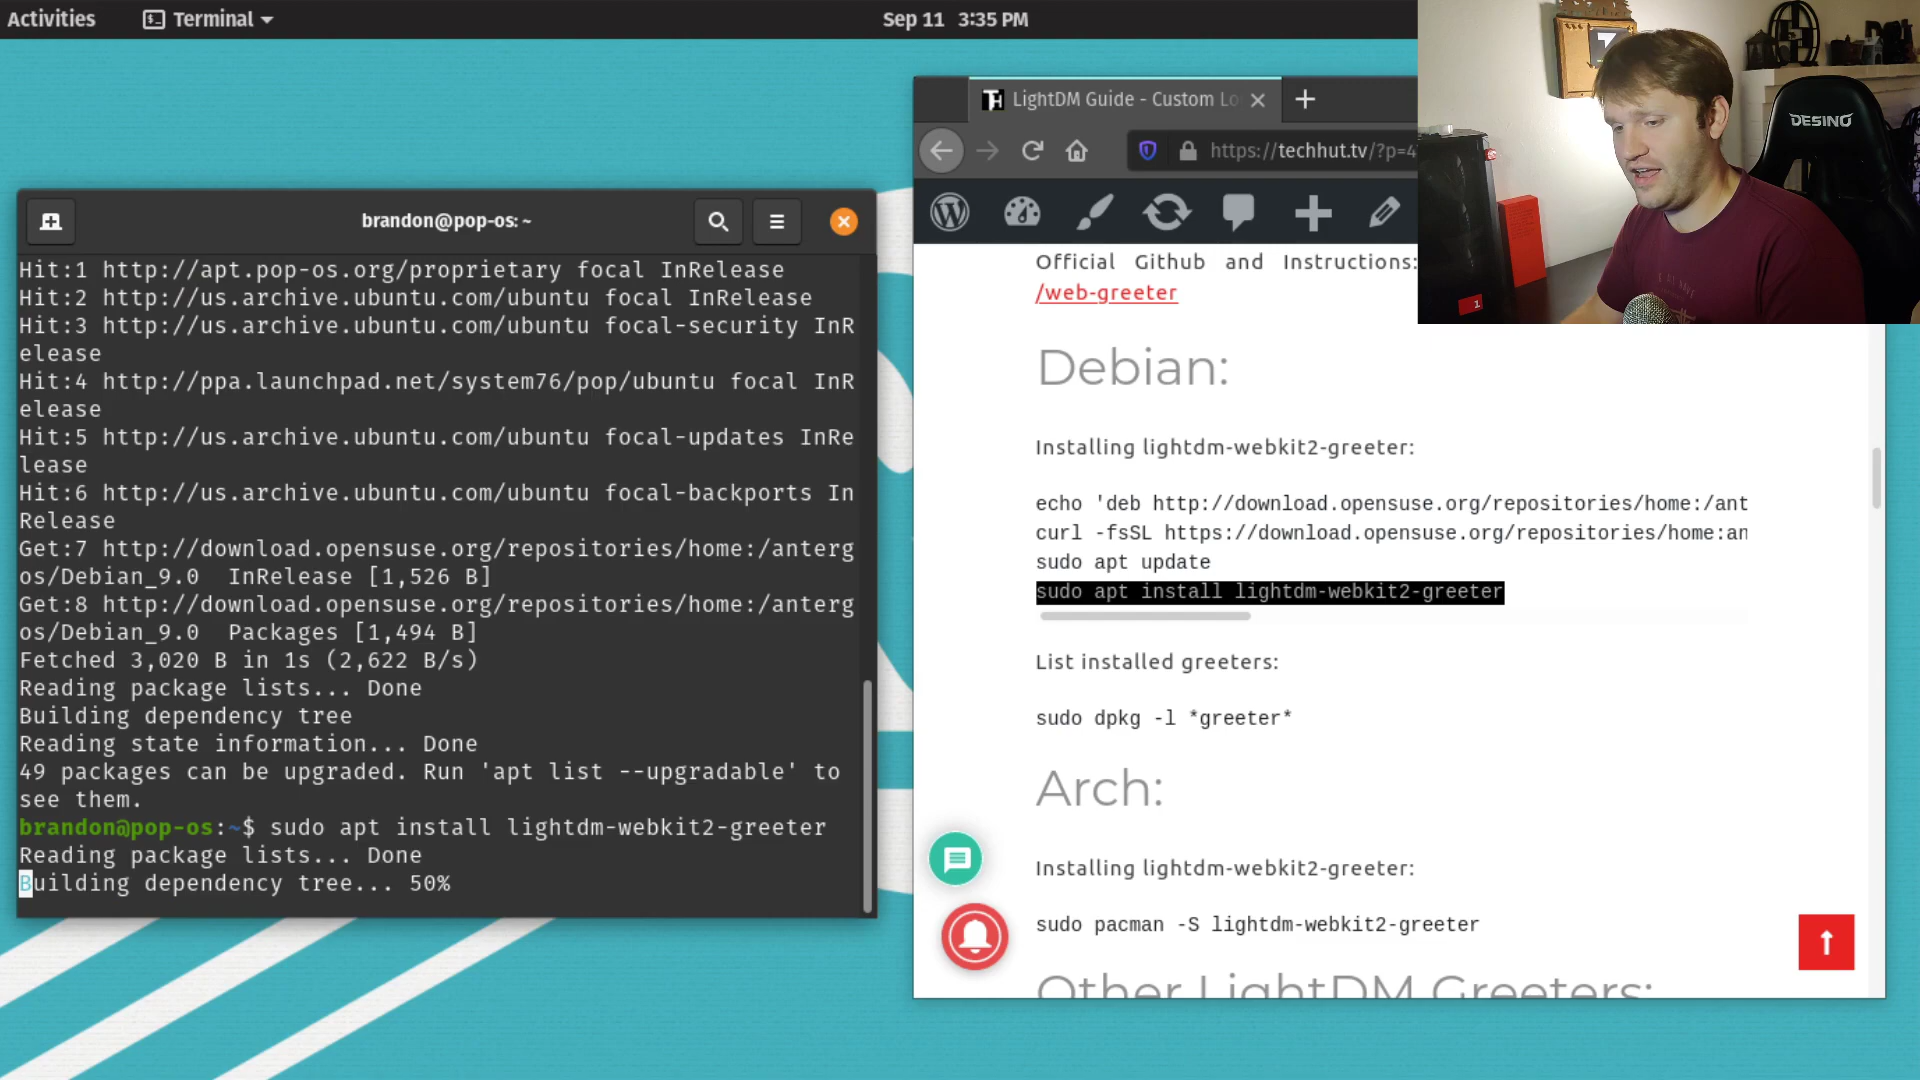 Activities
Terminal
Sep 11 3:35 PM
brandon@pop-os: ~
Hit:1 http://apt.pop-os.org/proprietary focal InRelease
Hit:2 http://us.archive.ubuntu.com/ubuntu focal InRelease
Hit:3 http://us.archive.ubuntu.com/ubuntu focal-security InR
elease
Hit:4 http://ppa.launchpad.net/system76/pop/ubuntu focal InR
elease
Hit:5 http://us.archive.ubuntu.com/ubuntu focal-updates InRe
lease
Hit:6 http://us.archive.ubuntu.com/ubuntu focal-backports In
Release
Get:7 http://download.opensuse.org/repositories/home:/anterg
os/Debian_9.0  InRelease [1,526 B]
Get:8 http://download.opensuse.org/repositories/home:/anterg
os/Debian_9.0  Packages [1,494 B]
Fetched 3,020 B in 1s (2,622 B/s)
Reading package lists... Done
Building dependency tree
Reading state information... Done
49 packages can be upgraded. Run 'apt list --upgradable' to
see them.
brandon@pop-os:~$ sudo apt install lightdm-webkit2-greeter
Reading package lists... Done
Building dependency tree... 50%
LightDM Guide - Custom Lo
https://techhut.tv/?p=4
Official Github and Instructions:
/web-greeter
Debian:
Installing lightdm-webkit2-greeter:
echo 'deb http://download.opensuse.org/repositories/home:/ant
curl -fsSL https://download.opensuse.org/repositories/home:an
sudo apt update
sudo apt install lightdm-webkit2-greeter
List installed greeters:
sudo dpkg -l *greeter*
Arch:
Installing lightdm-webkit2-greeter:
sudo pacman -S lightdm-webkit2-greeter
Other LightDM Greeters:
DESINO